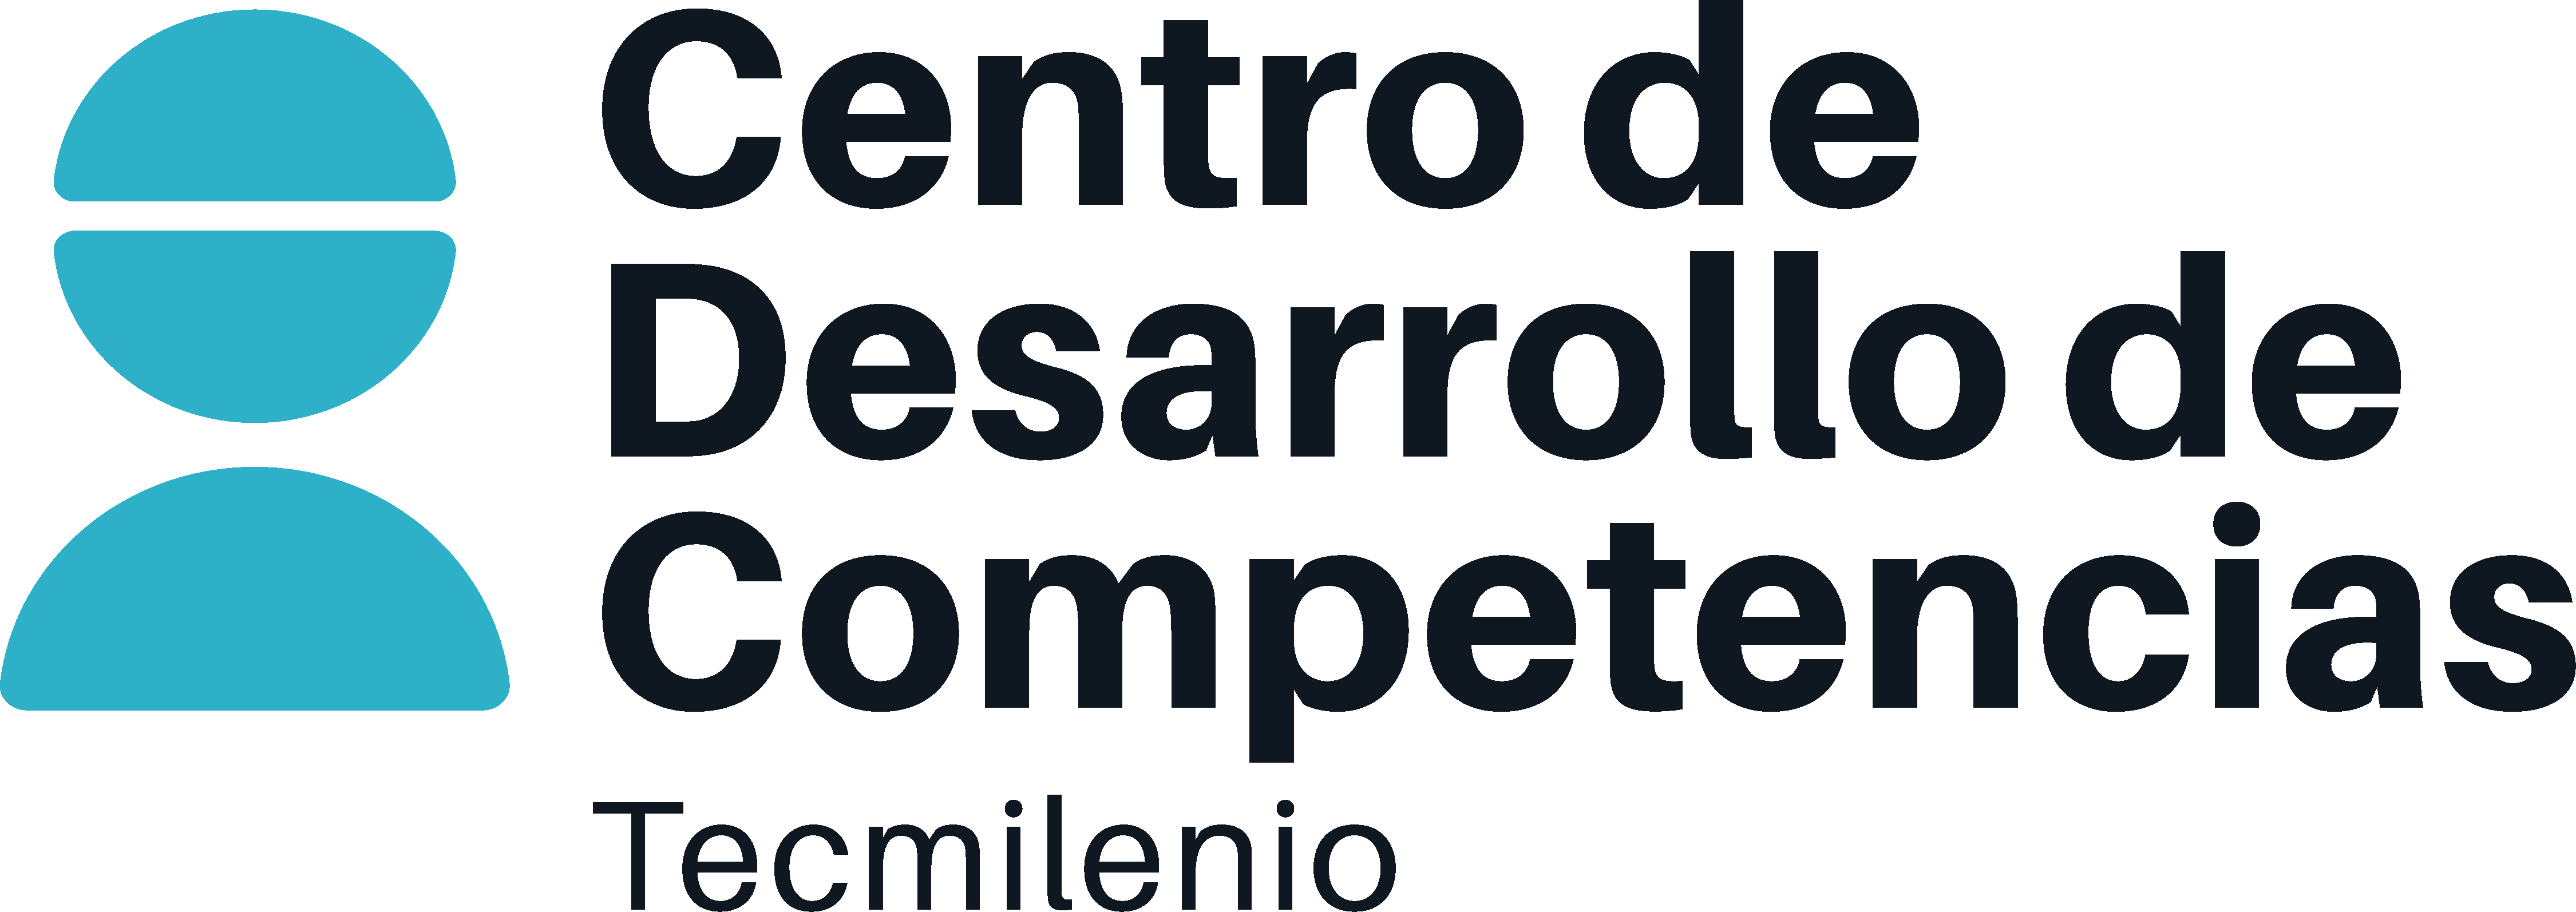 Centro de
Desarrollo de
Competencias
Tecmilenio